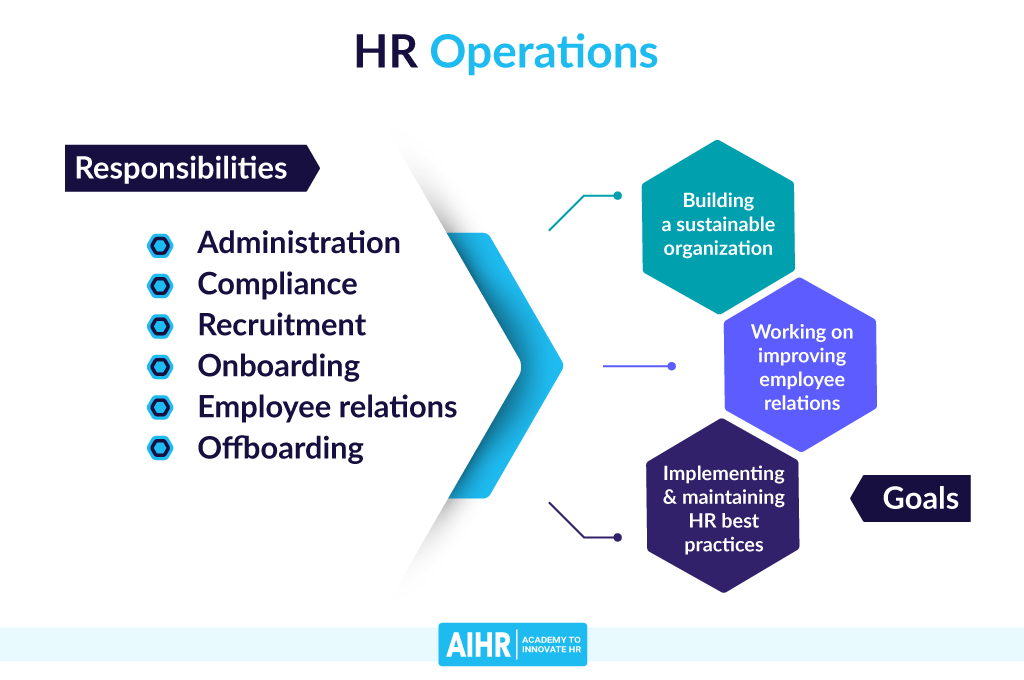 HR Operations
Responsibilities
Administration
Compliance
Recruitment
Onboarding
Employee relations
Offboarding
Building
a sustainable
organization
Working on
improving
employee
relations
Implementing
& maintaining
HR best
practices
Goals
AIHR
ACADEMY TO
INNOVATE HR